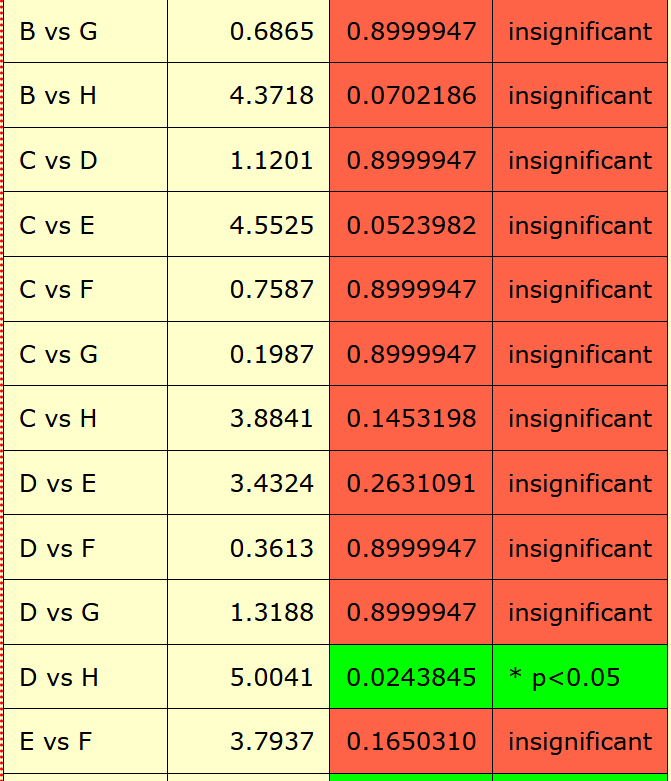 B vs G 0.6865 0.8999947 insignificant
B vs H 4.3718 0.0702186 insignificant
C vs D 1.1201 0.8999947 insignificant
C vs E 4.5525 0.0523982 insignificant
C vs F 0.7587 0.8999947 insignificant
C vs G 0.1987 0.8999947 insignificant
C vs H 3.8841 0.1453198 insignificant
D vs E 3.4324 0.2631091 insignificant
D vs F 0.3613 0.8999947 insignificant
D vs G 1.3188 0.8999947 insignificant
D vs H 5.0041 0.0243845 * p<0.05
E vs F 3.7937 0.1650310 insignificant